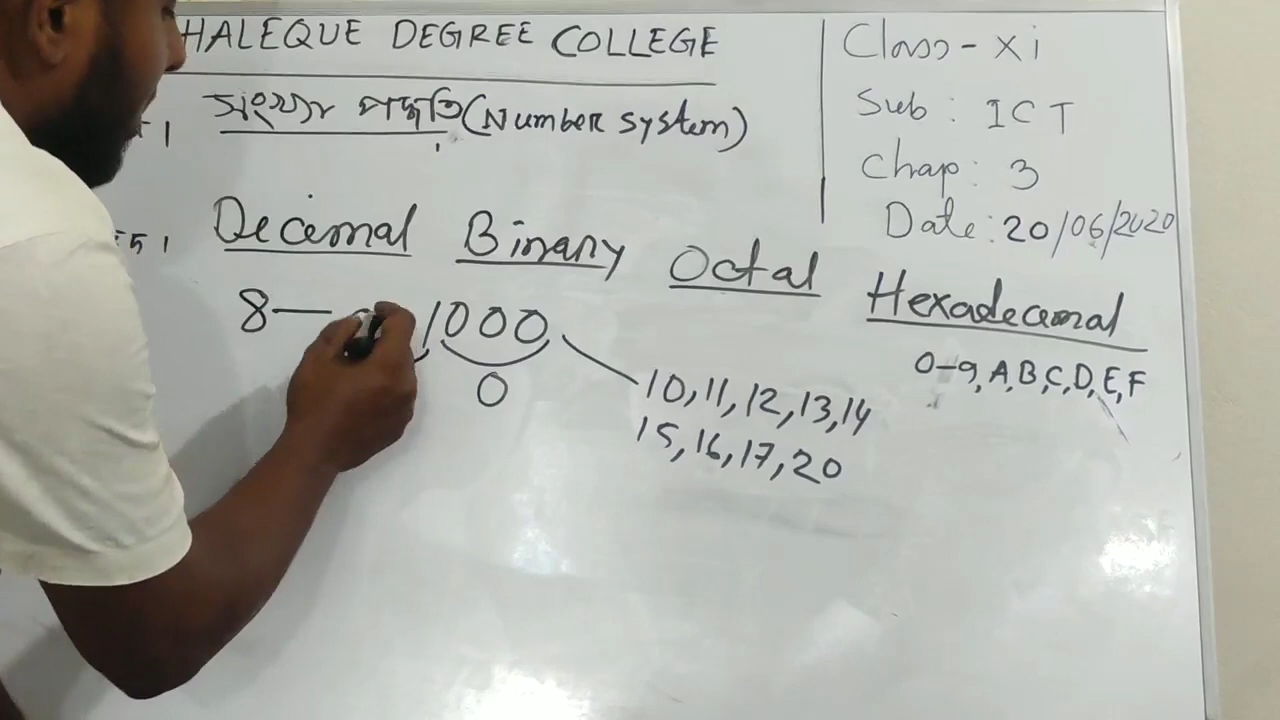 HALEQUE DEGREE COLLEGE
সংখ্যা পদ্ধতি (Number system)
Class - xi
Sub : ICT
Chap: 3
Date: 20/06/2020
Decimal Binary Octal Hexadecimal
8— 1000
0
10, 11, 12, 13, 14
15, 16, 17, 20
0-9, A, B, C, D, E, F